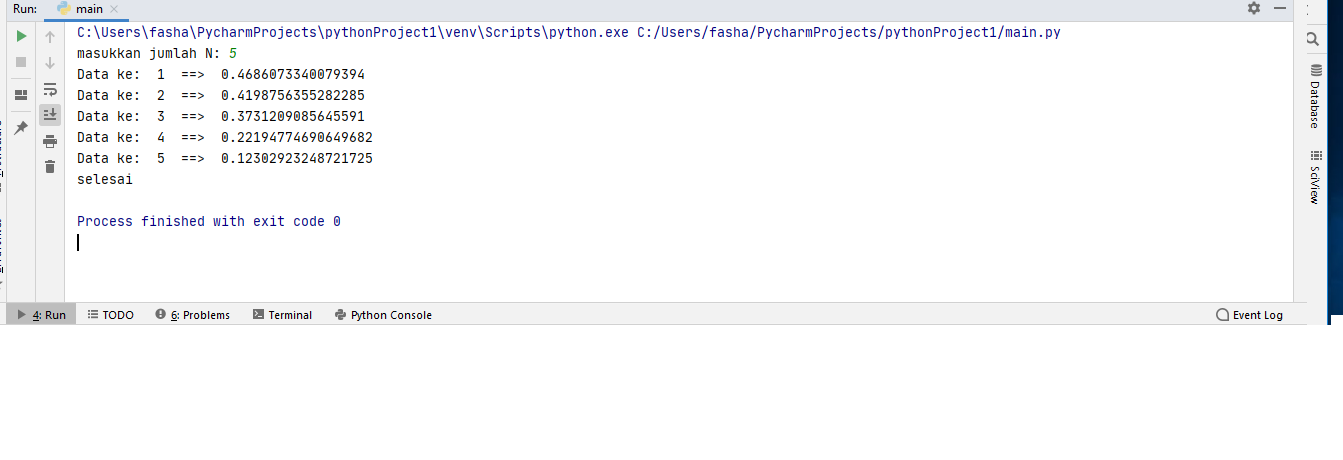 Run: main
C:\Users\fasha\PycharmProjects\pythonProject1\venv\Scripts\python.exe C:/Users/fasha/PycharmProjects/pythonProject1/main.py
masukkan jumlah N: 5
Data ke:  1  ==>  0.4686073340079394
Data ke:  2  ==>  0.4198756355282285
Data ke:  3  ==>  0.3731209085645591
Data ke:  4  ==>  0.22194774690649682
Data ke:  5  ==>  0.12302923248721725
selesai
Process finished with exit code 0
Database
SciView
4: Run TODO 6: Problems Terminal Python Console Event Log